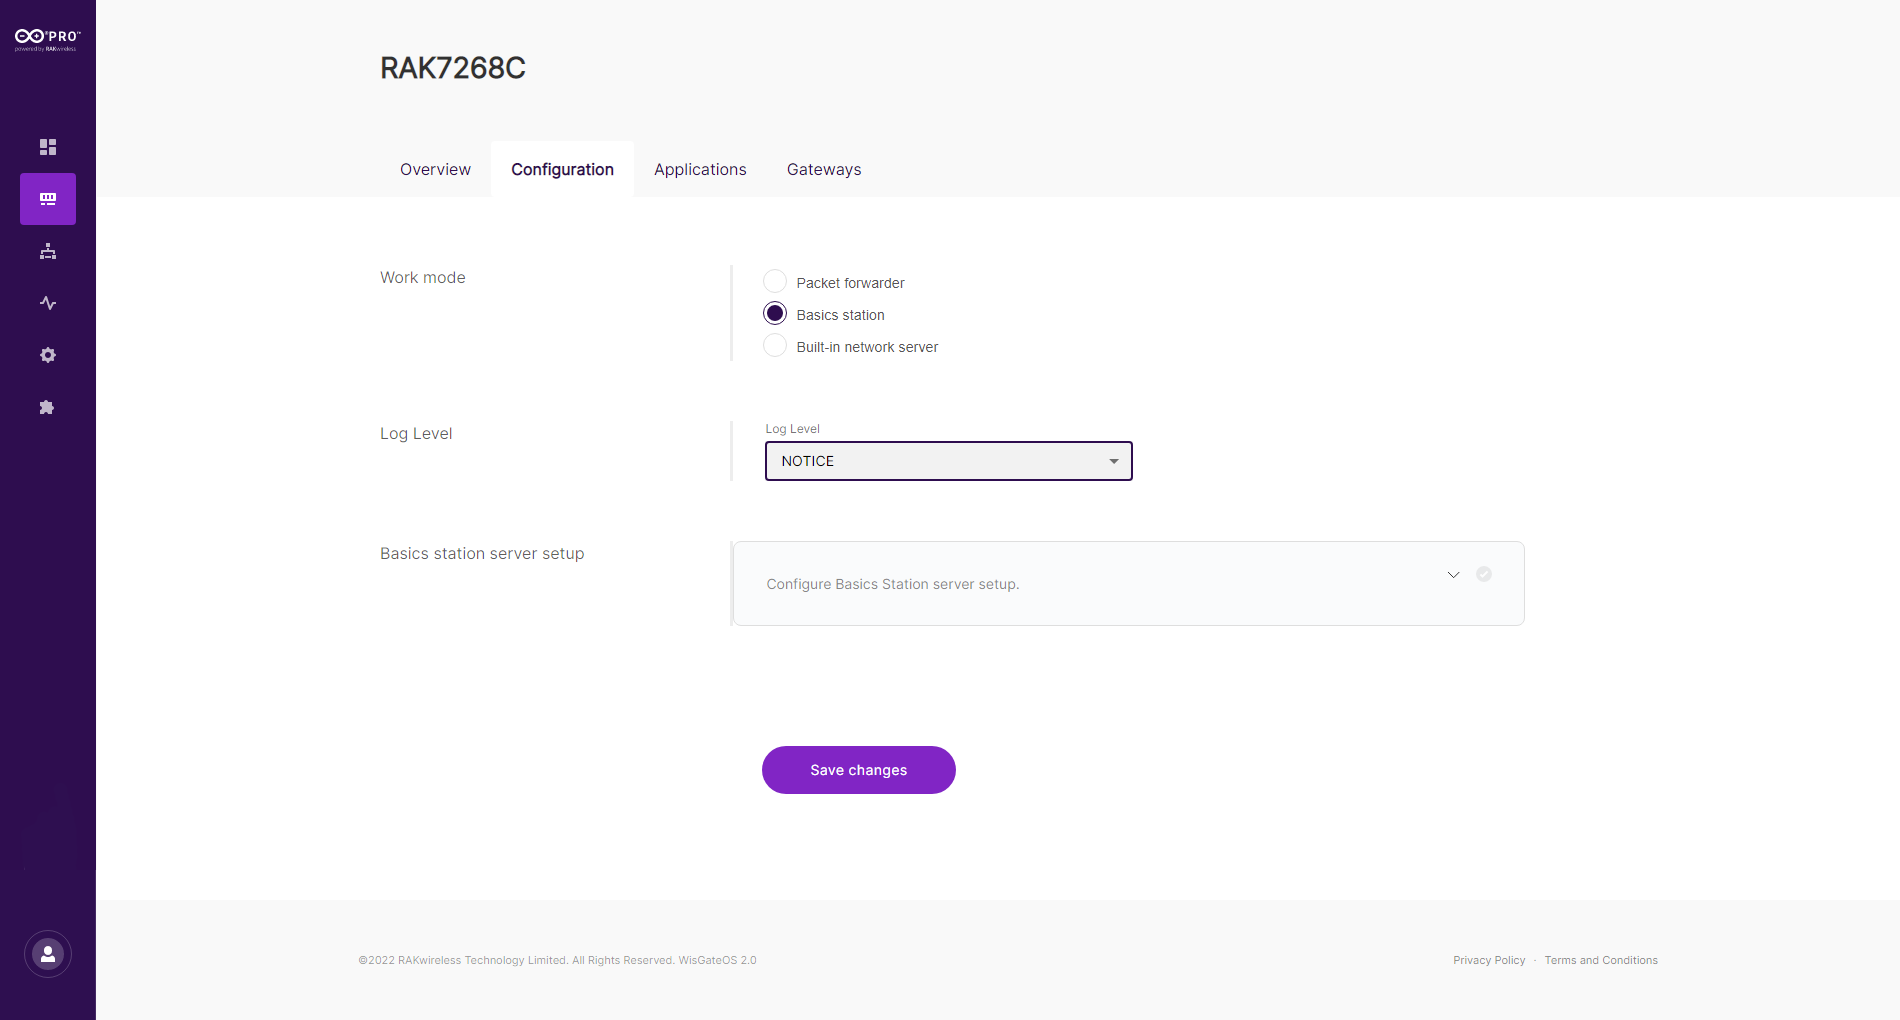 PRO
powered by RAKwireless
RAK7268C
Overview
Configuration
Applications
Gateways
Work mode
Packet forwarder
Basics station
Built-in network server
Log Level
Log Level
NOTICE
Basics station server setup
Configure Basics Station server setup.
Save changes
©2022 RAKwireless Technology Limited. All Rights Reserved. WisGateOS 2.0
Privacy Policy · Terms and Conditions